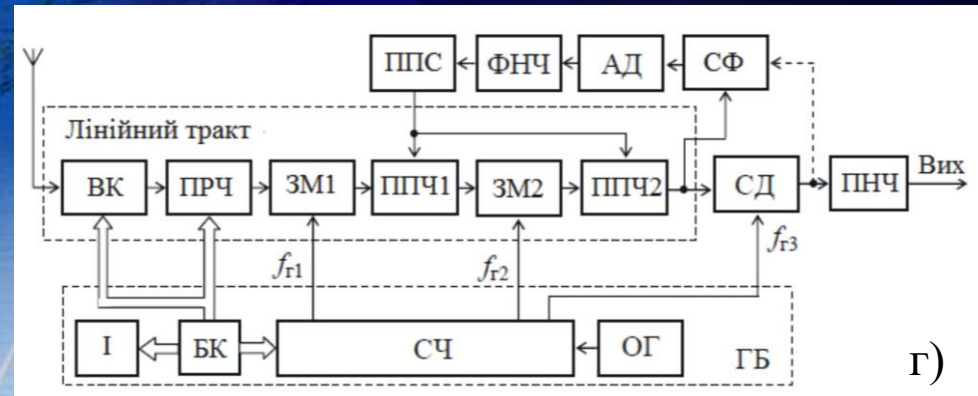 ППС ФНЧ АД СФ
Лінійний тракт
ВК ПРЧ ЗМ1 ППЧ1 ЗМ2 ППЧ2 СД ПНЧ Вих
fг1 fг2 fг3
І БК СЧ ОГ ГБ
г)